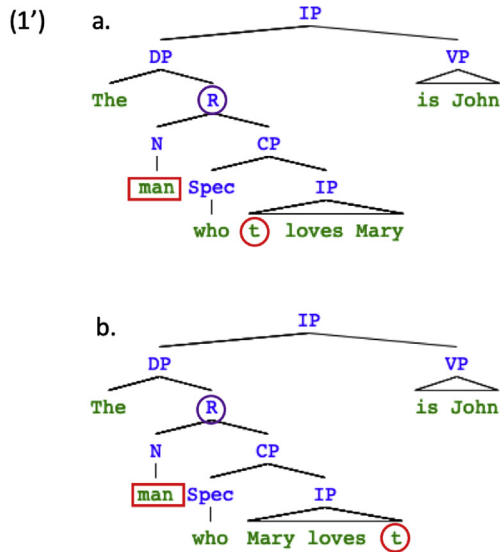 (1’) a. IP
DP VP
The R is John
N CP
man Spec IP
who t loves Mary
b. IP
DP VP
The R is John
N CP
man Spec IP
who Mary loves t